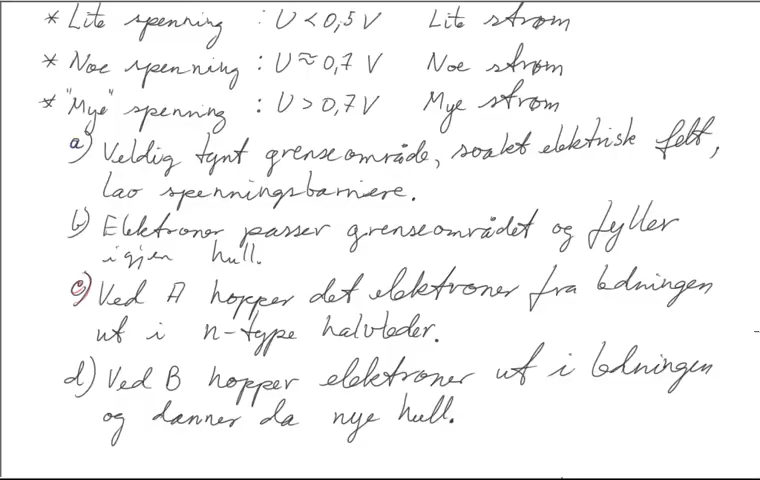 * Lite spenning : U < 0,5 V Lite strøm
* Noe spenning : U ≈ 0,7 V Noe strøm
* "Mye" spenning : U > 0,7 V Mye strøm
a) Veldig tynt grenseområde, svakt elektrisk felt,
lav spenningsbarriere.
b) Elektroner passer grenseområdet og fyller
igjen hull.
c) Ved A hopper det elektroner fra ledningen
ut i n-type halvleder.
d) Ved B hopper elektroner ut i ledningen
og danner da nye hull.